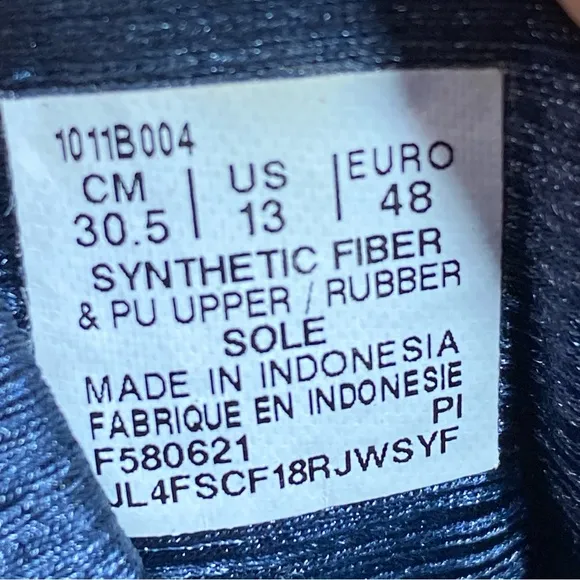 1011B004
CM | US | EURO
30.5 | 13 | 48
SYNTHETIC FIBER
& PU UPPER / RUBBER
SOLE
MADE IN INDONESIA
FABRIQUE EN INDONESIE
F580621 PI
JL4FSCF18RJWSYF